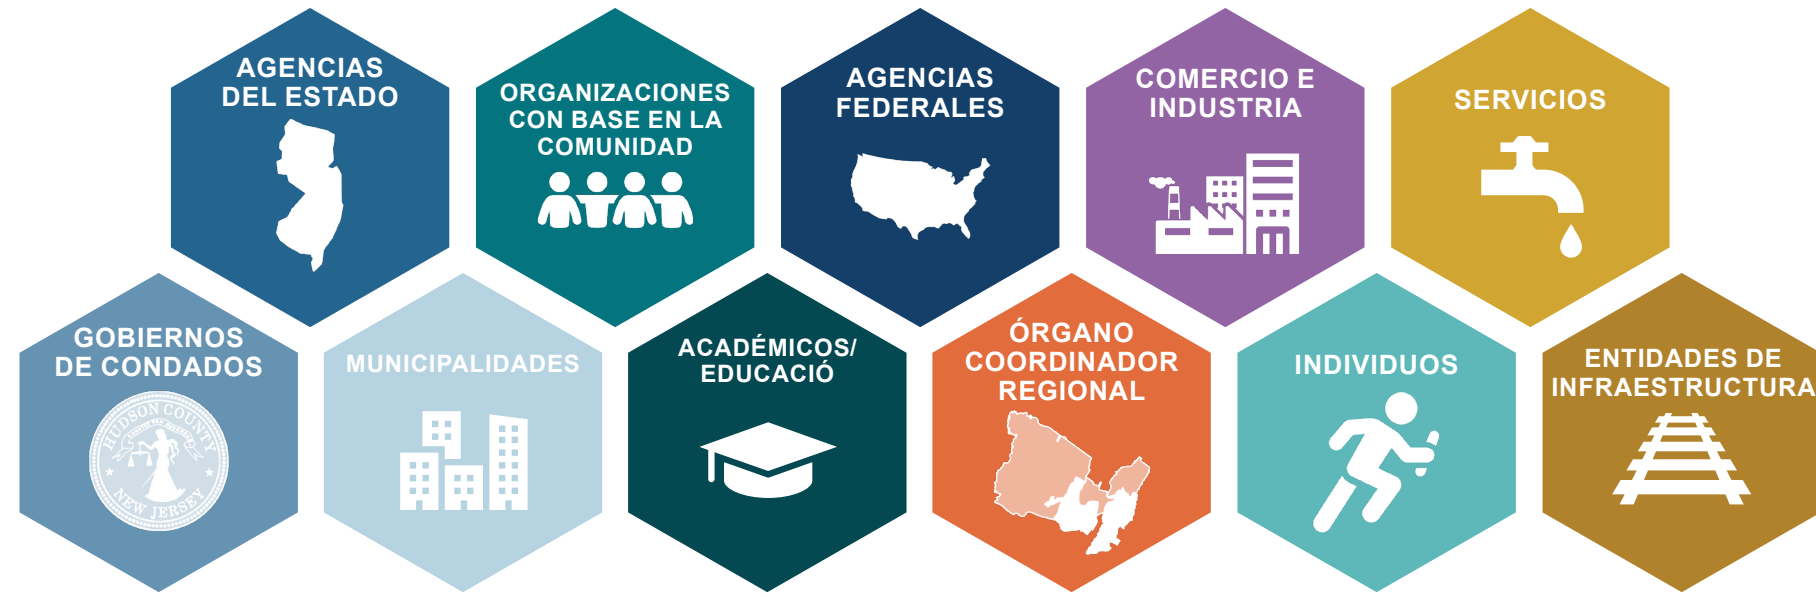 AGENCIAS
DEL ESTADO
ORGANIZACIONES
CON BASE EN LA
COMUNIDAD
AGENCIAS
FEDERALES
COMERCIO E
INDUSTRIA
SERVICIOS
GOBIERNOS
DE CONDADOS
HUDSON COUNTY
NEW JERSEY
MUNICIPALIDADES
ACADÉMICOS/
EDUCACIÓ
ÓRGANO
COORDINADOR
REGIONAL
INDIVIDUOS
ENTIDADES DE
INFRAESTRUCTURA